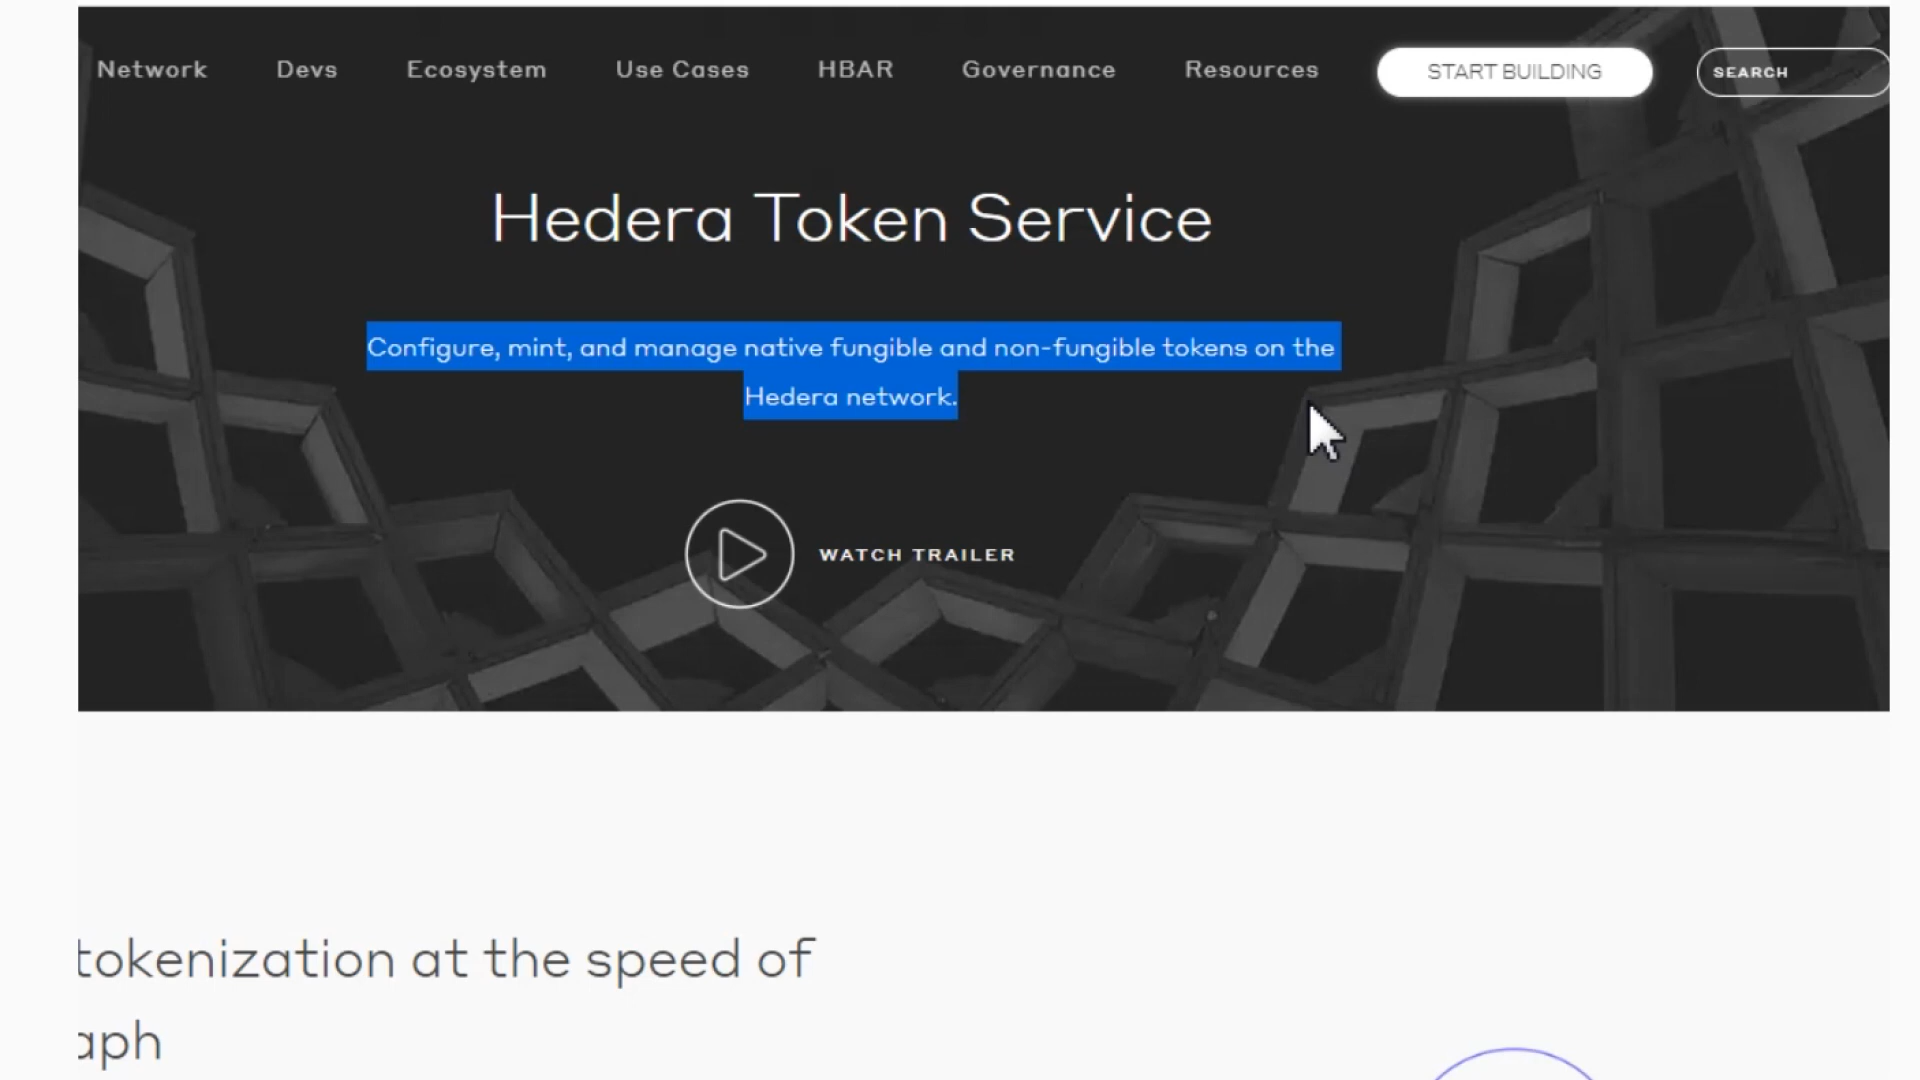 Network Devs Ecosystem Use Cases HBAR Governance Resources START BUILDING SEARCH
Hedera Token Service
Configure, mint, and manage native fungible and non-fungible tokens on the
Hedera network.
WATCH TRAILER
tokenization at the speed of
aph